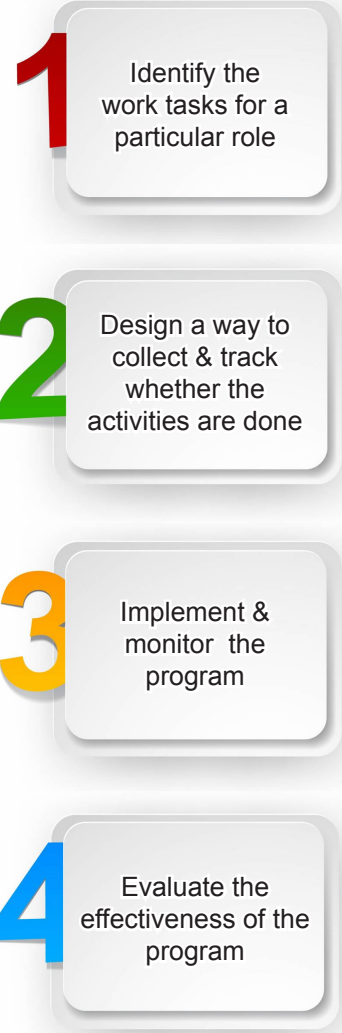 1
Identify the
work tasks for a
particular role
2
Design a way to
collect & track
whether the
activities are done
3
Implement &
monitor the
program
4
Evaluate the
effectiveness of the
program